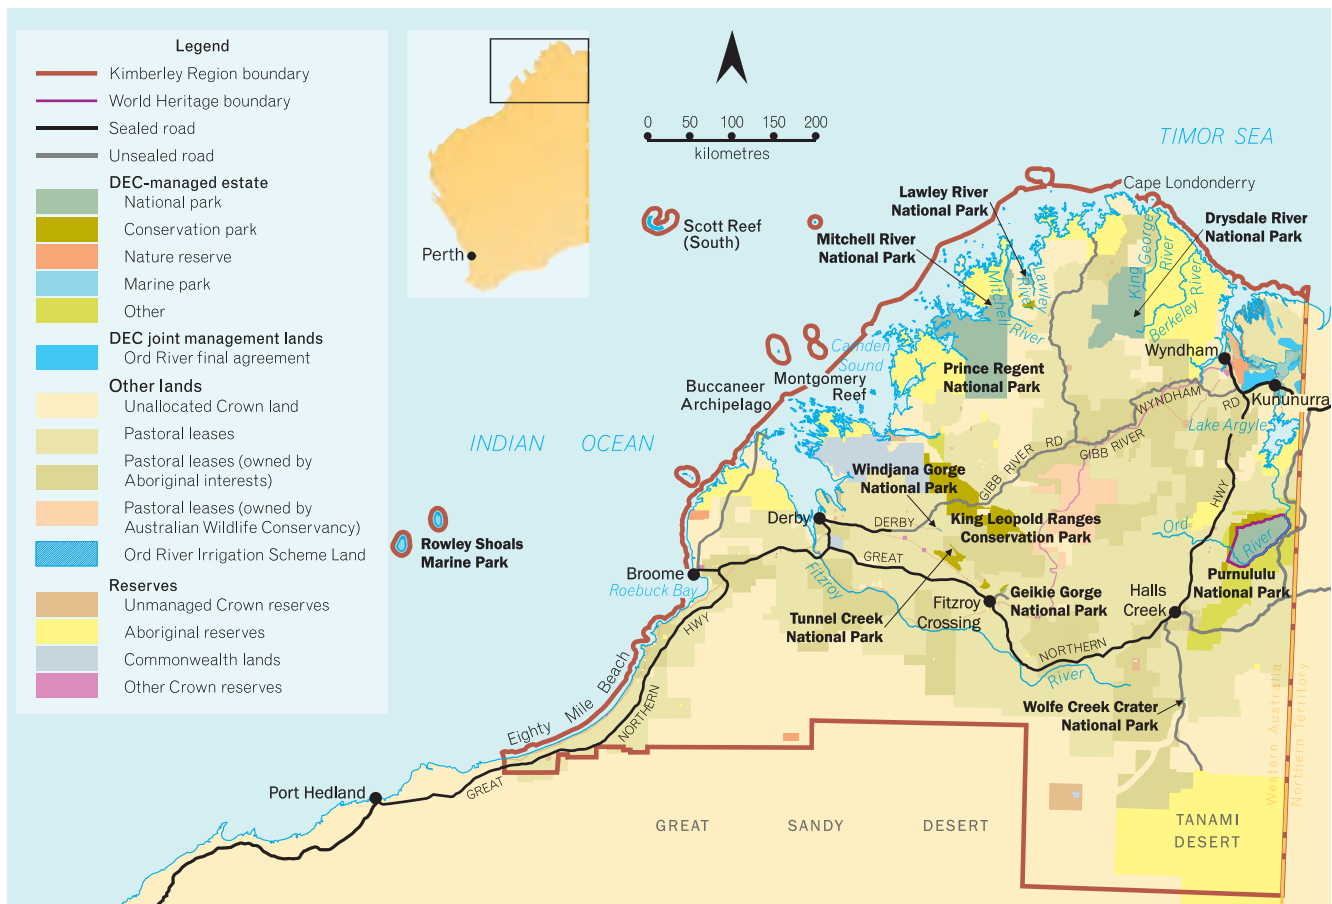 Legend
Kimberley Region boundary
World Heritage boundary
Sealed road
Unsealed road
DEC-managed estate
National park
Conservation park
Nature reserve
Marine park
Other
DEC joint management lands
Ord River final agreement
Other lands
Unallocated Crown land
Pastoral leases
Pastoral leases (owned by
Aboriginal interests)
Pastoral leases (owned by
Australian Wildlife Conservancy)
Ord River Irrigation Scheme Land
Reserves
Unmanaged Crown reserves
Aboriginal reserves
Commonwealth lands
Other Crown reserves
Perth
0 50 100 150 200
kilometres
TIMOR SEA
INDIAN OCEAN
Scott Reef
(South)
Cape Londonderry
Lawley River
National Park
Mitchell River
National Park
Drysdale River
National Park
King George River
Berkeley River
Mitchell River
Lawley River
Camden
Sound
Prince Regent
National Park
Wyndham
Kununurra
Lake Argyle
Buccaneer
Archipelago
Montgomery
Reef
WYNDHAM RD
GIBB RIVER
GIBB RIVER RD
Windjana Gorge
National Park
King Leopold Ranges
Conservation Park
Derby
DERBY
GREAT
HWY
Ord River
Rowley Shoals
Marine Park
Broome
Roebuck Bay
Fitzroy
Tunnel Creek
National Park
Fitzroy
Crossing
Geikie Gorge
National Park
Halls
Creek
Purnululu
National Park
NORTHERN
River
Wolfe Creek Crater
National Park
HWY
NORTHERN
GREAT
Eighty Mile Beach
Port Hedland
GREAT SANDY DESERT
TANAMI
DESERT
Western Australia
Northern Territory